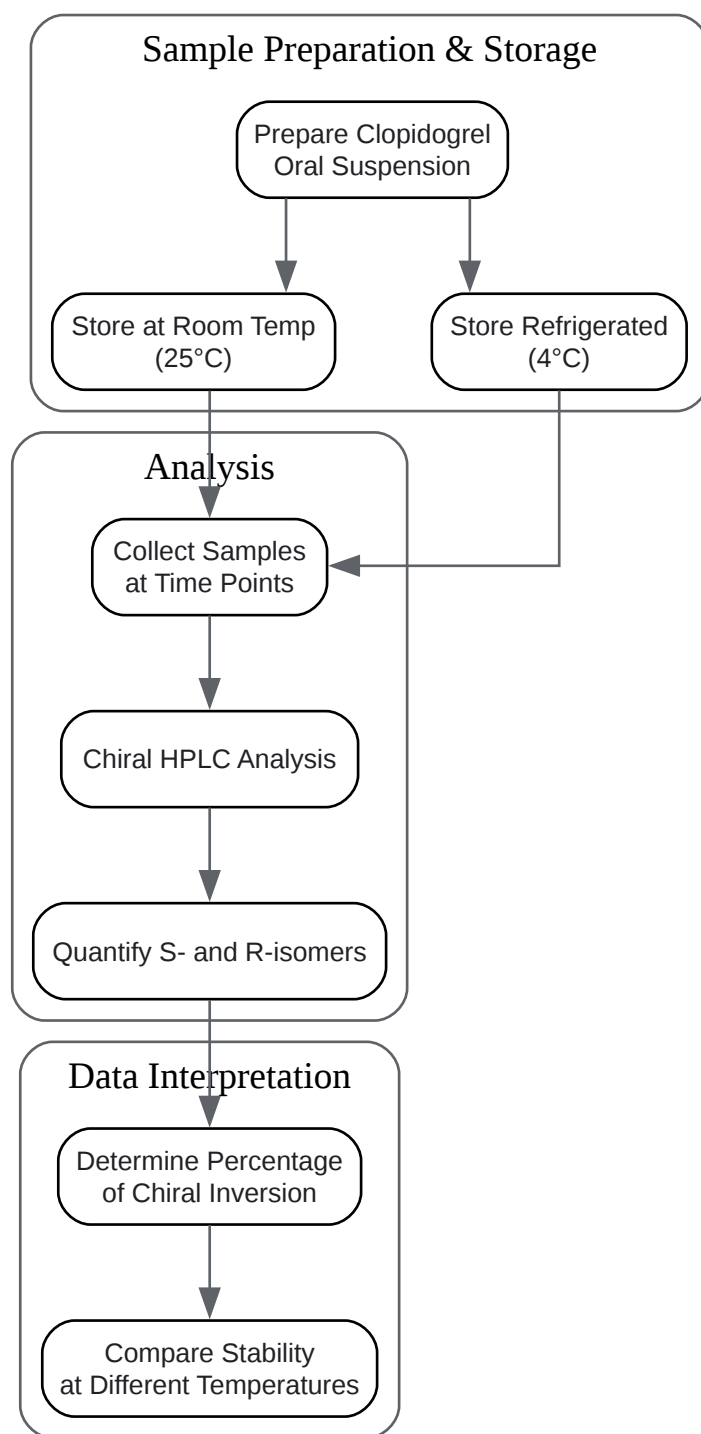 Sample Preparation & Storage
Prepare Clopidogrel
Oral Suspension
Store at Room Temp
(25°C)
Store Refrigerated
(4°C)
Analysis
Collect Samples
at Time Points
Chiral HPLC Analysis
Quantify S- and R-isomers
Data Interpretation
Determine Percentage
of Chiral Inversion
Compare Stability
at Different Temperatures